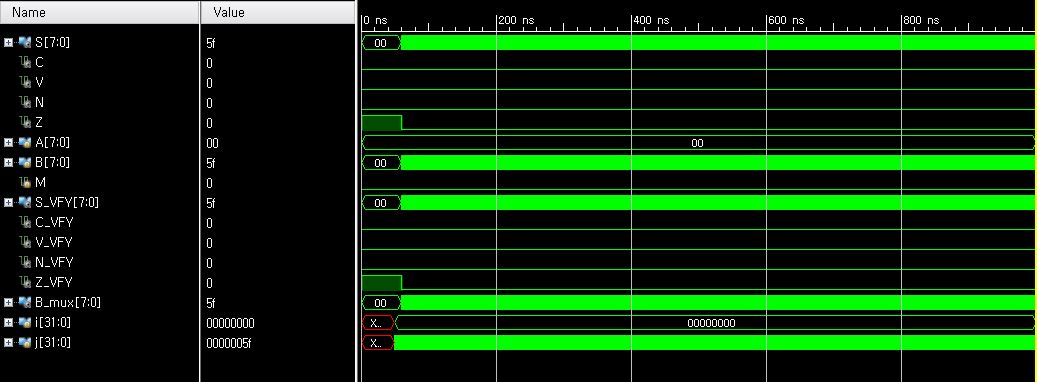 Name Value 0 ns 200 ns 400 ns 600 ns 800 ns
S[7:0] 5f 00
C 0
V 0
N 0
Z 0
A[7:0] 00 00
B[7:0] 5f 00
M 0
S_VFY[7:0] 5f 00
C_VFY 0
V_VFY 0
N_VFY 0
Z_VFY 0
B_mux[7:0] 5f 00
i[31:0] 00000000 X.. 00000000
j[31:0] 0000005f X..